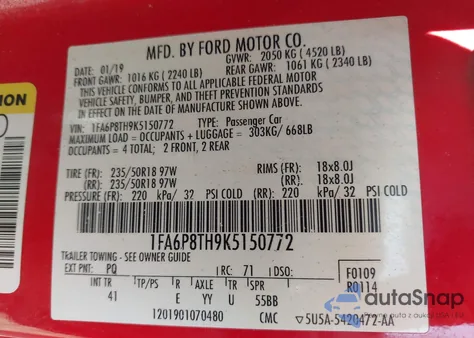 MFD. BY FORD MOTOR CO.
01/19 GVWR: 2050 KG ( 4520 LB)
FRONT GAWR: 1016 KG ( 2240 LB) REAR GAWR: 1061 KG ( 2340 LB)
THIS VEHICLE CONFORMS TO ALL APPLICABLE FEDERAL MOTOR
VEHICLE SAFETY, BUMPER, AND THEFT PREVENTION STANDARDS
IN EFFECT ON THE DATE OF MANUFACTURE SHOWN ABOVE.
VIN: 1FA6P8TH9K5150772 TYPE: Passenger Car
MAXIMUM LOAD = OCCUPANTS + LUGGAGE = 303KG/ 668LB
OCCUPANTS = 4 TOTAL; 2 FRONT, 2 REAR
TIRE (FR): 235/50R18 97W RIMS (FR): 18x8.0J
(RR): 235/50R18 97W (RR): 18x8.0J
PRESSURE (FR): 220 kPa/ 32 PSI COLD (RR): 220 kPa/ 32 PSI COLD
1FA6P8TH9K5150772
TRAILER TOWING - SEE OWNER GUIDE
EXT PNT: PQ RC: 71 DSO: F0109
R0114
INT TR TP/PS R AXLE TR SPR
41 E YY U 55BB
1201901070480 CMC 5U5A-5420472-AA
autoSnap